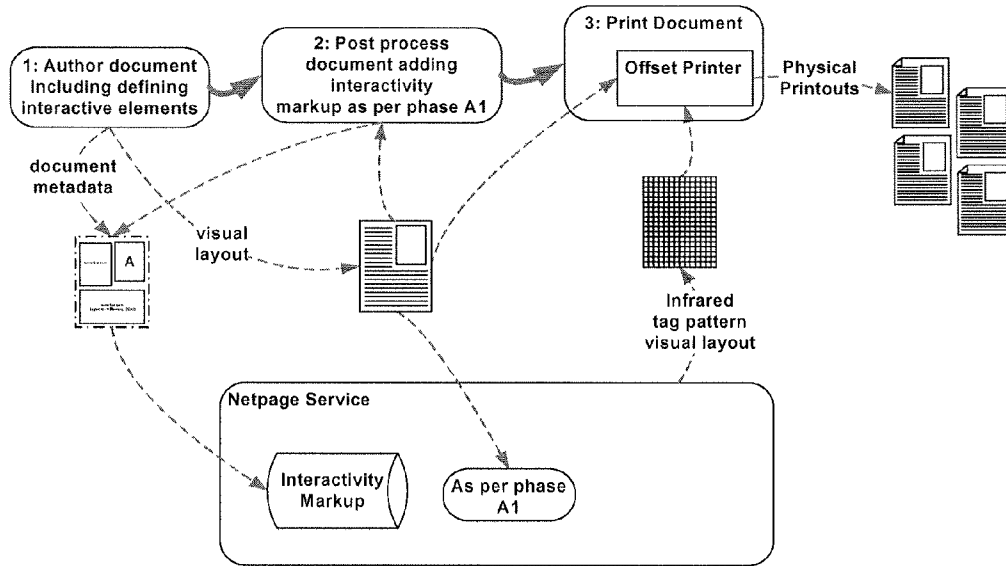 1: Author document
including defining
interactive elements
2: Post process
document adding
interactivity
markup as per phase A1
3: Print Document
Offset Printer
Physical
Printouts
document
metadata
visual
layout
A
Infrared
tag pattern
visual layout
Netpage Service
Interactivity
Markup
As per phase
A1